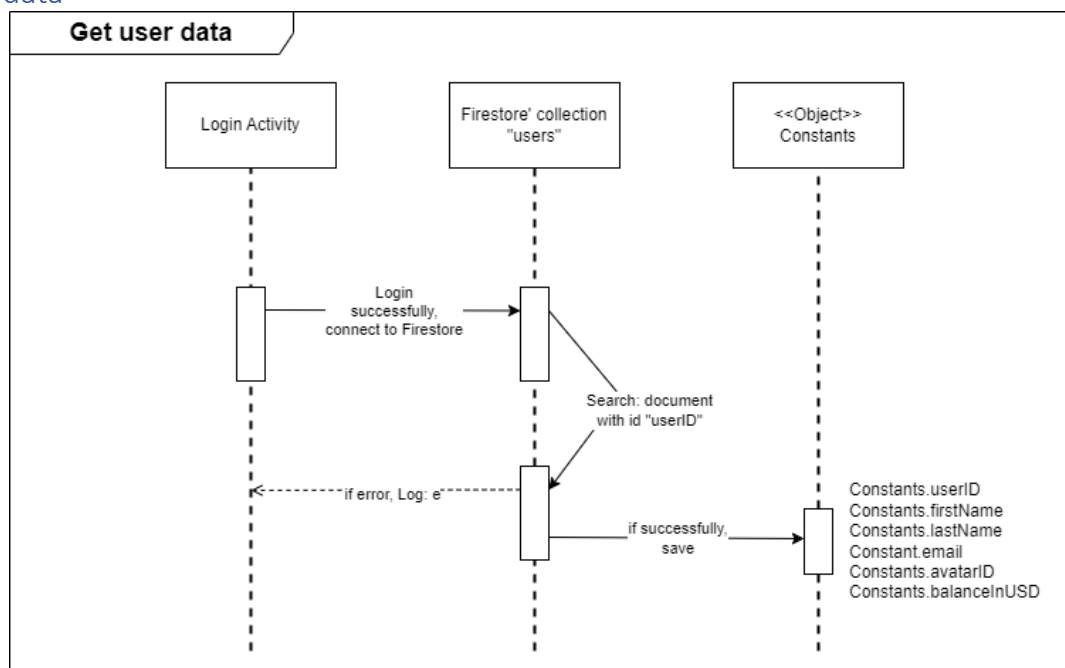 data
Get user data
Login Activity
Firestore' collection
"users"
<<Object>>
Constants
Login
successfully,
connect to Firestore
Search: document
with id "userID"
if error, Log: e
if successfully,
save
Constants.userID
Constants.firstName
Constants.lastName
Constant.email
Constants.avatarID
Constants.balanceInUSD